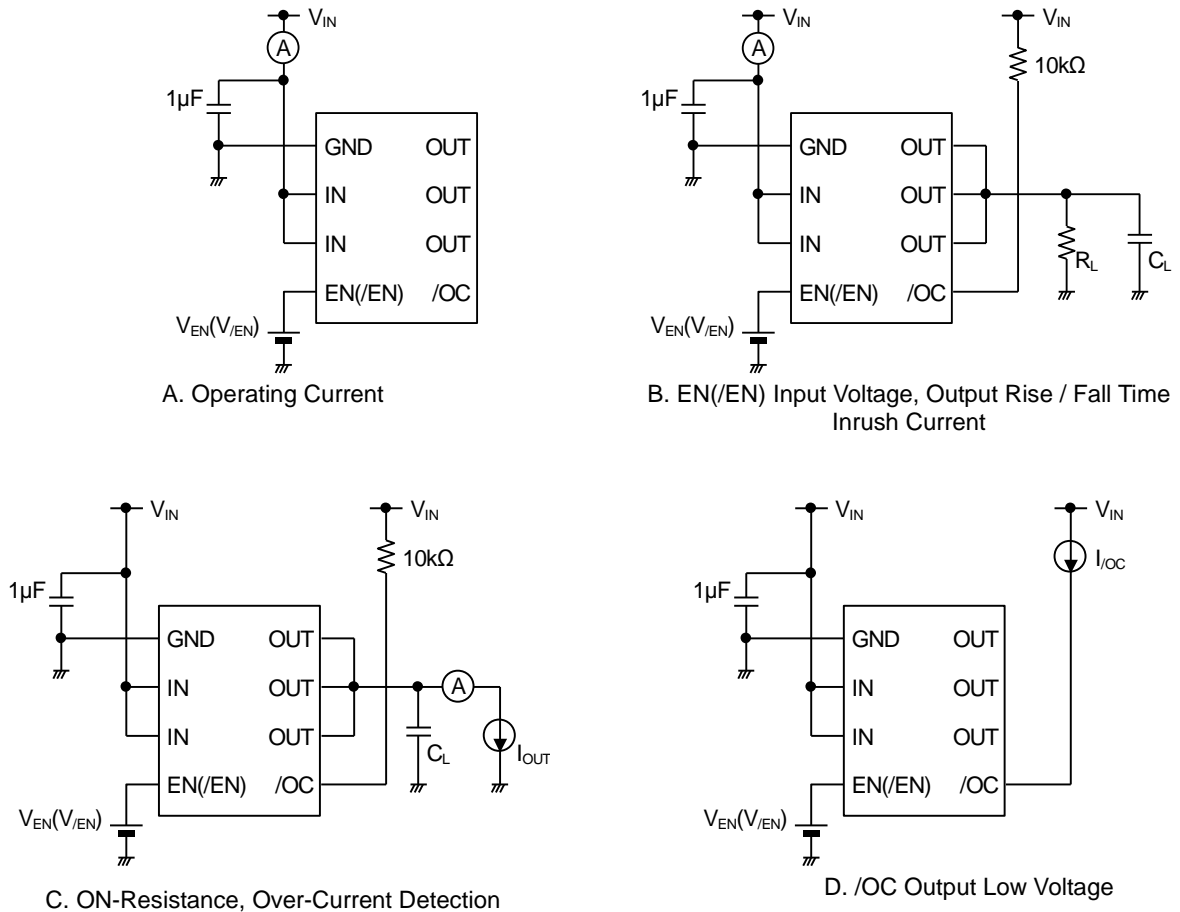 V_IN
A
1µF
GND OUT
IN OUT
IN OUT
EN(/EN) /OC
V_EN(V_/EN)
A. Operating Current
V_IN V_IN
A
10kΩ
1µF
GND OUT
IN OUT
IN OUT
R_L C_L
EN(/EN) /OC
V_EN(V_/EN)
B. EN(/EN) Input Voltage, Output Rise / Fall Time
Inrush Current
V_IN V_IN
10kΩ
1µF
GND OUT
IN OUT A
IN OUT
C_L I_OUT
EN(/EN) /OC
V_EN(V_/EN)
C. ON-Resistance, Over-Current Detection
V_IN V_IN
I_/OC
1µF
GND OUT
IN OUT
IN OUT
EN(/EN) /OC
V_EN(V_/EN)
D. /OC Output Low Voltage